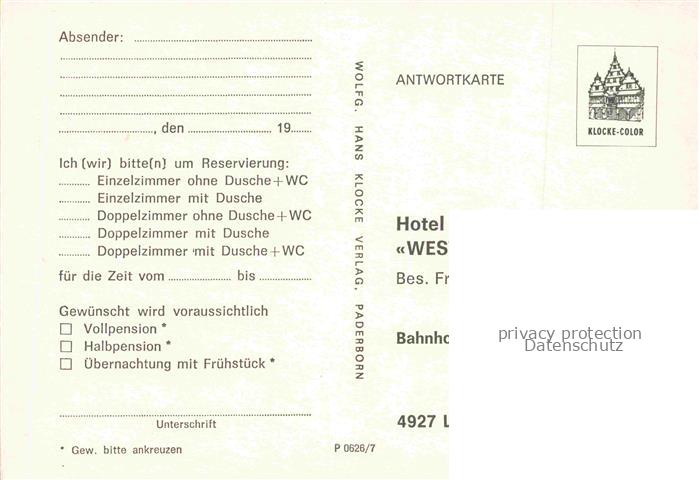 Absender: ........................................
..............................................................
..............................................................
..............................................................
..............................................................
........................, den ........................ 19.......
Ich (wir) bitte(n) um Reservierung:
........... Einzelzimmer ohne Dusche+WC
........... Einzelzimmer mit Dusche
........... Doppelzimmer ohne Dusche+WC
........... Doppelzimmer mit Dusche
........... Doppelzimmer mit Dusche+WC
für die Zeit vom .................. bis ..............
Gewünscht wird voraussichtlich
☐ Vollpension *
☐ Halbpension *
☐ Übernachtung mit Frühstück *
..............................................................
Unterschrift
* Gew. bitte ankreuzen
P 0626/7
WOLFG. HANS KLOCKE VERLAG, PADERBORN
ANTWORTKARTE
KLOCKE-COLOR
Hotel
«WES
Bes. Fr
Bahnho
4927 L
privacy protection
Datenschutz